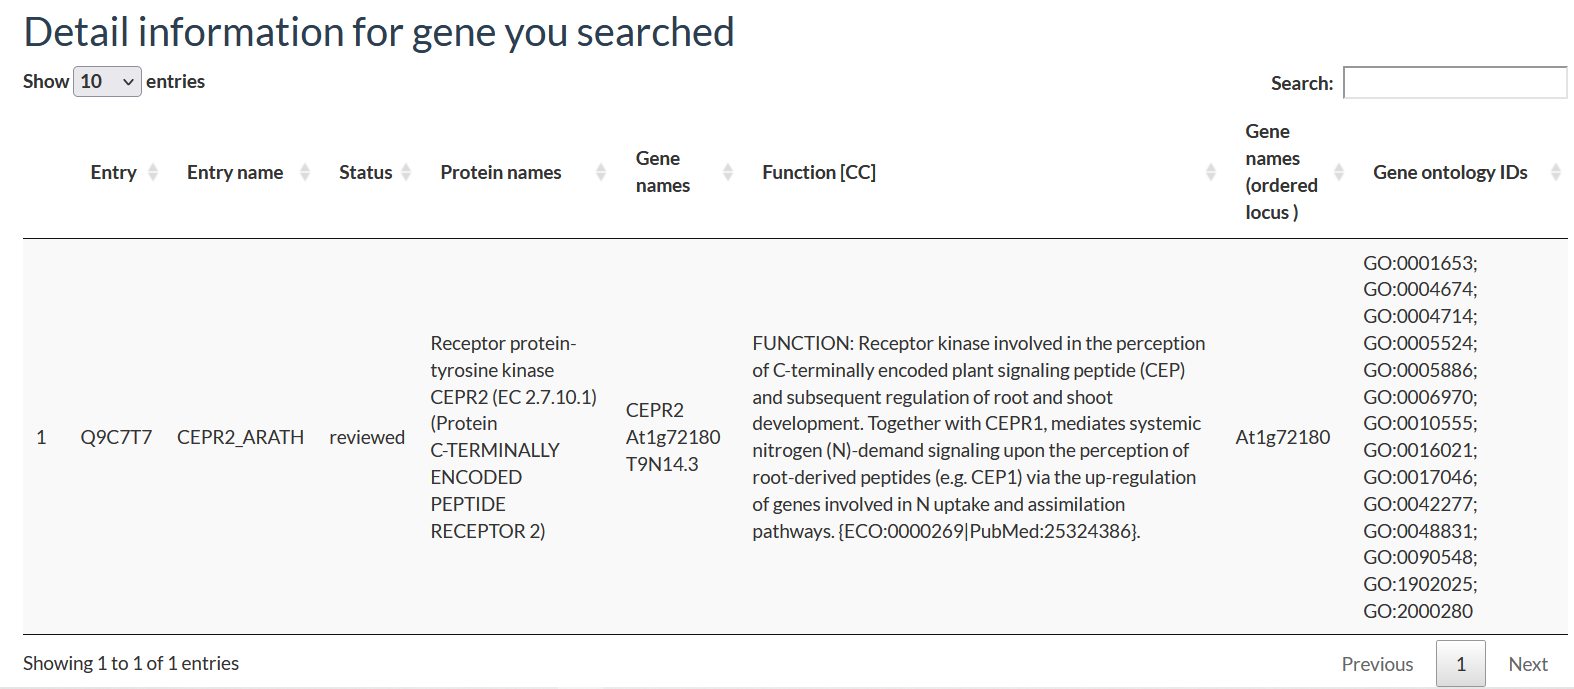 Detail information for gene you searched
Show 10 entries
Search:
Entry
Entry name
Status
Protein names
Gene
names
Function [CC]
Gene
names
(ordered
locus )
Gene ontology IDs
1
Q9C7T7
CEPR2_ARATH
reviewed
Receptor protein-
tyrosine kinase
CEPR2 (EC 2.7.10.1)
(Protein
C-TERMINALLY
ENCODED
PEPTIDE
RECEPTOR 2)
CEPR2
At1g72180
T9N14.3
FUNCTION: Receptor kinase involved in the perception
of C-terminally encoded plant signaling peptide (CEP)
and subsequent regulation of root and shoot
development. Together with CEPR1, mediates systemic
nitrogen (N)-demand signaling upon the perception of
root-derived peptides (e.g. CEP1) via the up-regulation
of genes involved in N uptake and assimilation
pathways. {ECO:0000269|PubMed:25324386}.
At1g72180
GO:0001653;
GO:0004674;
GO:0004714;
GO:0005524;
GO:0005886;
GO:0006970;
GO:0010555;
GO:0016021;
GO:0017046;
GO:0042277;
GO:0048831;
GO:0090548;
GO:1902025;
GO:2000280
Showing 1 to 1 of 1 entries
Previous 1 Next